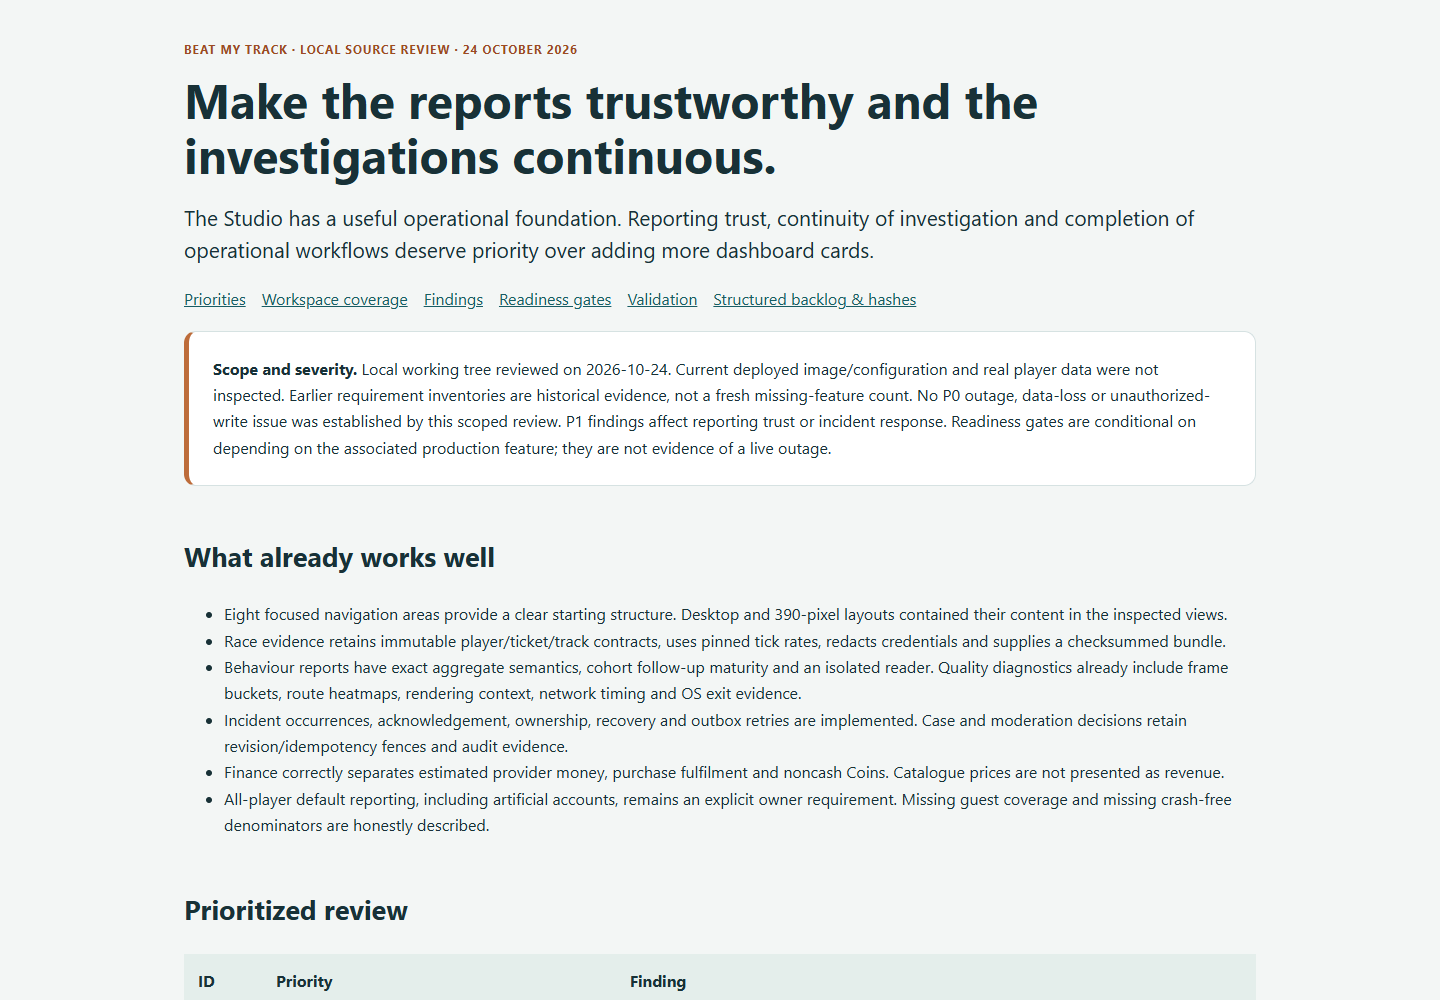 BEAT MY TRACK · LOCAL SOURCE REVIEW · 24 OCTOBER 2026
Make the reports trustworthy and the
investigations continuous.
The Studio has a useful operational foundation. Reporting trust, continuity of investigation and completion of
operational workflows deserve priority over adding more dashboard cards.
Priorities Workspace coverage Findings Readiness gates Validation Structured backlog & hashes
Scope and severity. Local working tree reviewed on 2026-10-24. Current deployed image/configuration and real player data were not
inspected. Earlier requirement inventories are historical evidence, not a fresh missing-feature count. No P0 outage, data-loss or unauthorized-
write issue was established by this scoped review. P1 findings affect reporting trust or incident response. Readiness gates are conditional on
depending on the associated production feature; they are not evidence of a live outage.
What already works well
• Eight focused navigation areas provide a clear starting structure. Desktop and 390-pixel layouts contained their content in the inspected views.
• Race evidence retains immutable player/ticket/track contracts, uses pinned tick rates, redacts credentials and supplies a checksummed bundle.
• Behaviour reports have exact aggregate semantics, cohort follow-up maturity and an isolated reader. Quality diagnostics already include frame
buckets, route heatmaps, rendering context, network timing and OS exit evidence.
• Incident occurrences, acknowledgement, ownership, recovery and outbox retries are implemented. Case and moderation decisions retain
revision/idempotency fences and audit evidence.
• Finance correctly separates estimated provider money, purchase fulfilment and noncash Coins. Catalogue prices are not presented as revenue.
• All-player default reporting, including artificial accounts, remains an explicit owner requirement. Missing guest coverage and missing crash-free
denominators are honestly described.
Prioritized review
ID Priority Finding